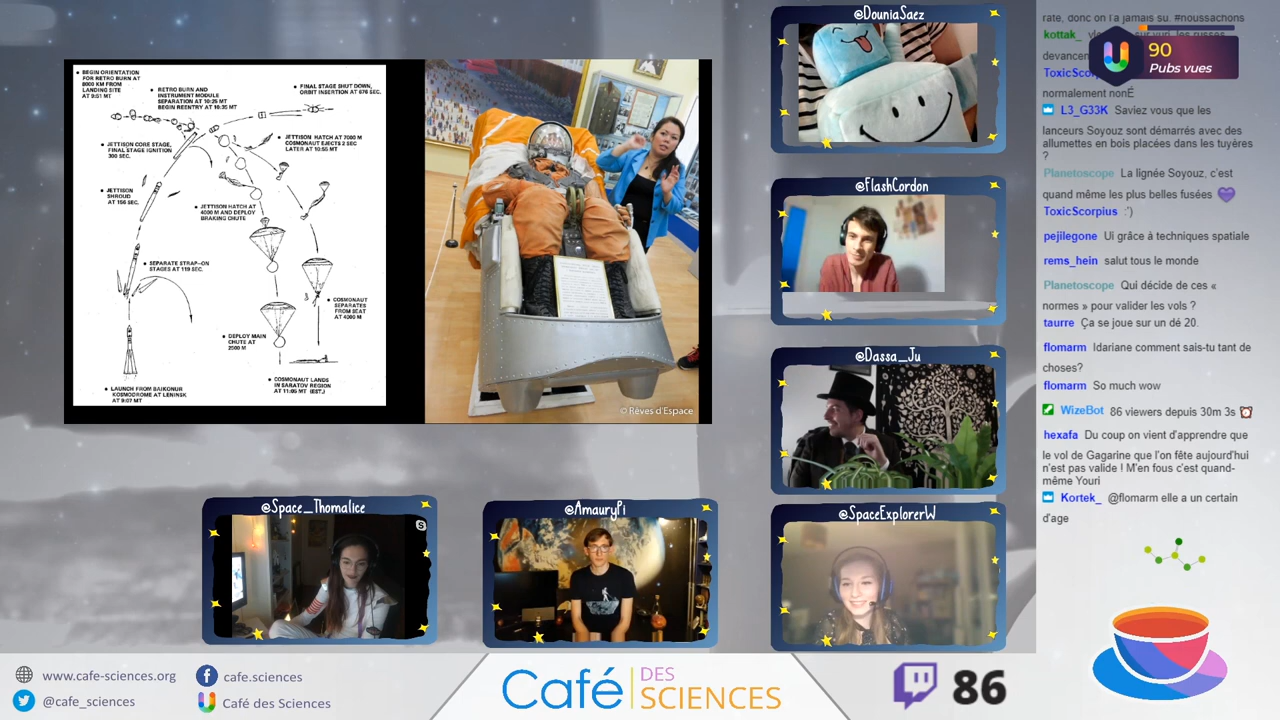 • BEGIN ORIENTATION
FOR RETRO BURN AT
8000 KM FROM
LANDING SITE
AT 9:51 MT
• RETRO BURN AND
INSTRUMENT MODULE
SEPARATION AT 10:25 MT
BEGIN REENTRY AT 10:35 MT
• FINAL STAGE SHUT DOWN,
ORBIT INSERTION AT 676 SEC.
• JETTISON CORE STAGE,
FINAL STAGE IGNITION
300 SEC.
• JETTISON HATCH AT 7000 M
COSMONAUT EJECTS 2 SEC
LATER AT 10:55 MT
• JETTISON
SHROUD
AT 156 SEC.
• JETTISON HATCH AT
4000 M AND DEPLOY
BRAKING CHUTE
• SEPARATE STRAP-ON
STAGES AT 119 SEC.
• COSMONAUT
SEPARATES
FROM SEAT
AT 4000 M
• DEPLOY MAIN
CHUTE AT
2500 M
• LAUNCH FROM BAIKONUR
KOSMODROME AT LENINSK
AT 9:07 MT
• COSMONAUT LANDS
IN SARATOV REGION
AT 11:05 MT (EST.)
© Rêves d'Espace
@DouniaSaez
@FlashCordon
@Dassa_Ju
@SpaceExplorerW
@Space_Thomalice
@AmauryPi
rate, donc on l'a jamais su. #noussachons
kottak_
devancen
ToxicScor
normalement nonÉ
90
Pubs vues
L3_G33K Saviez vous que les
lanceurs Soyouz sont démarrés avec des
allumettes en bois placées dans les tuyères
?
Planetoscope La lignée Soyouz, c'est
quand même les plus belles fusées 💜
ToxicScorpius :')
pejilegone Ui grâce à techniques spatiale
rems_hein salut tous le monde
Planetoscope Qui décide de ces «
normes » pour valider les vols ?
taurre Ça se joue sur un dé 20.
flomarm Idariane comment sais-tu tant de
choses?
flomarm So much wow
WizeBot 86 viewers depuis 30m 3s
hexafa Du coup on vient d'apprendre que
le vol de Gagarine que l'on fête aujourd'hui
n'est pas valide ! M'en fous c'est quand-
même Youri
Kortek_ @flomarm elle a un certain
d'age
www.cafe-sciences.org
cafe.sciences
@cafe_sciences
Café des Sciences
Café DES SCIENCES
86